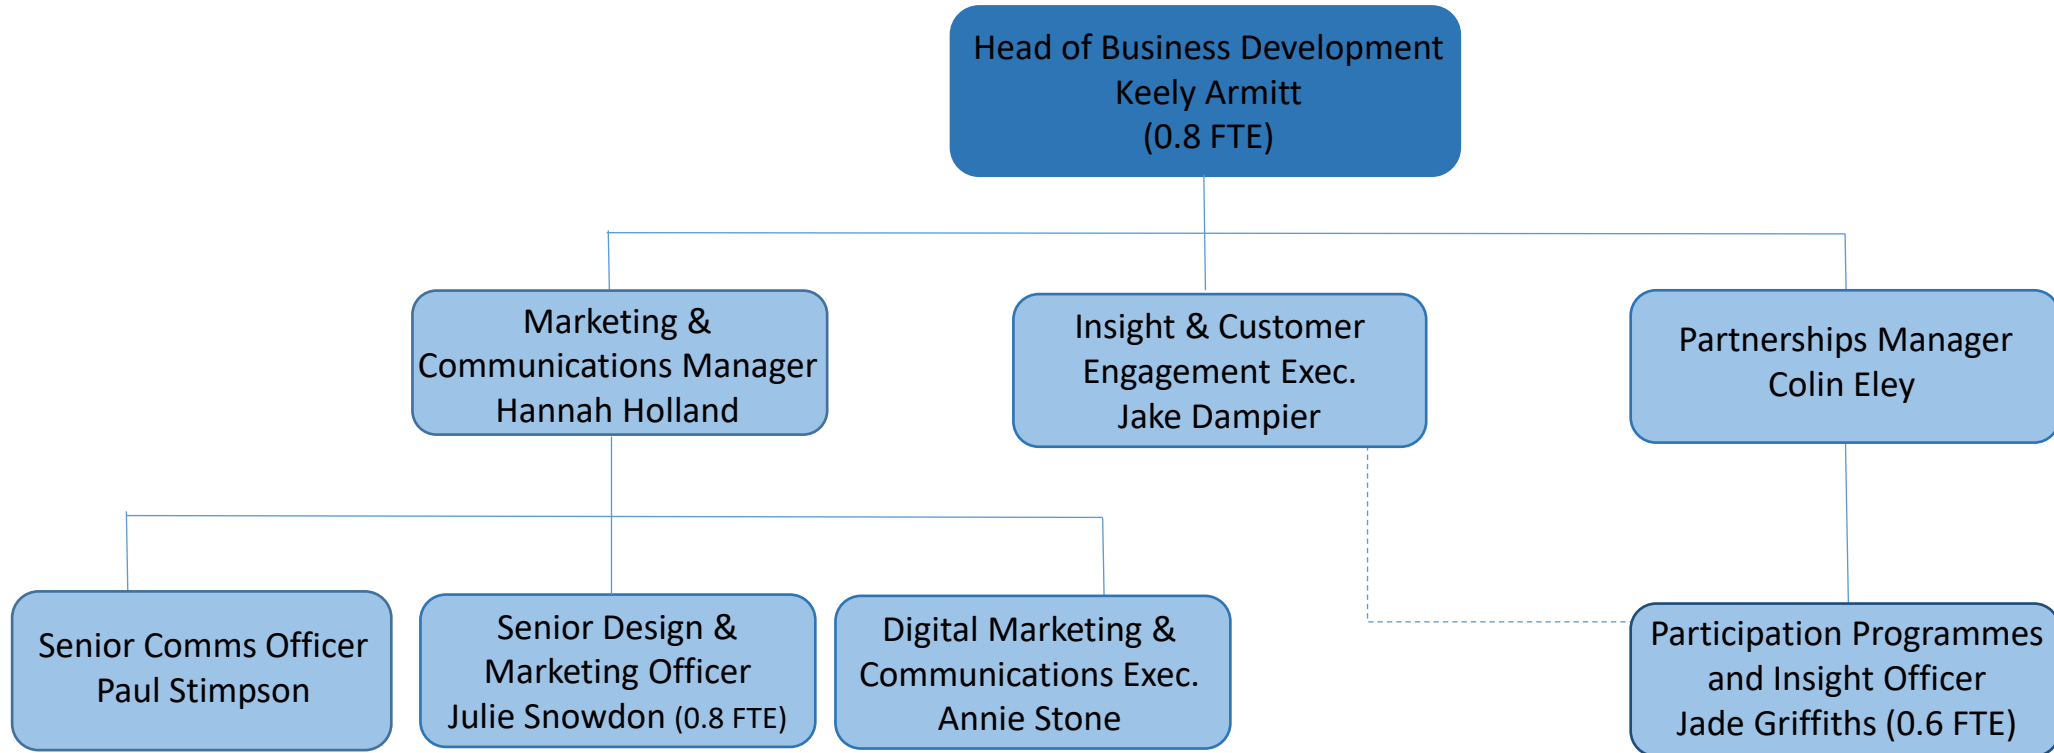 Head of Business Development
Keely Armitt
(0.8 FTE)
Marketing &
Communications Manager
Hannah Holland
Insight & Customer
Engagement Exec.
Jake Dampier
Partnerships Manager
Colin Eley
Senior Comms Officer
Paul Stimpson
Senior Design &
Marketing Officer
Julie Snowdon (0.8 FTE)
Digital Marketing &
Communications Exec.
Annie Stone
Participation Programmes
and Insight Officer
Jade Griffiths (0.6 FTE)